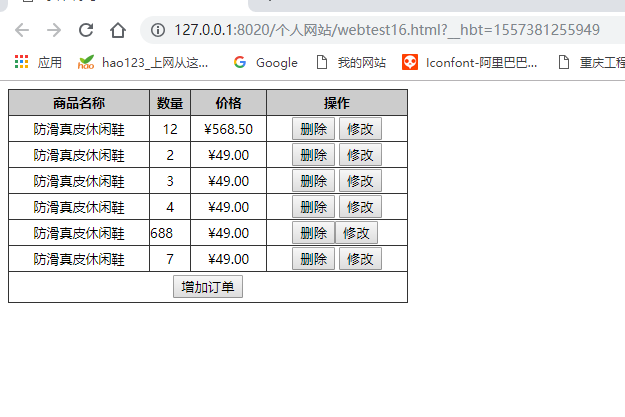 127.0.0.1:8020/个人网站/webtest16.html?__hbt=1557381255949
应用 hao123_上网从这... Google 我的网站 Iconfont-阿里巴巴... 重庆工程
商品名称 数量 价格 操作
防滑真皮休闲鞋 12 ¥568.50 删除 修改
防滑真皮休闲鞋 2 ¥49.00 删除 修改
防滑真皮休闲鞋 3 ¥49.00 删除 修改
防滑真皮休闲鞋 4 ¥49.00 删除 修改
防滑真皮休闲鞋 688 ¥49.00 删除 修改
防滑真皮休闲鞋 7 ¥49.00 删除 修改
增加订单